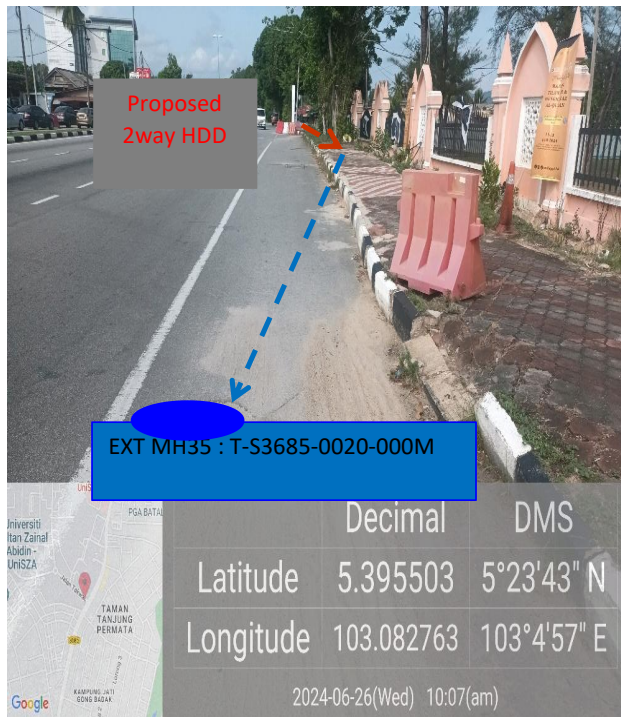 Proposed
2way HDD
EXT MH35 : T-S3685-0020-000M
Decimal DMS
Latitude 5.395503 5°23'43" N
Longitude 103.082763 103°4'57" E
2024-06-26(Wed) 10:07(am)
PGA BATAL
Universiti
ltan Zainal
Abidin -
UniSZA
TAMAN
TANJUNG
PERMATA
KAMPUNG JATI
GONG BADAK
Google